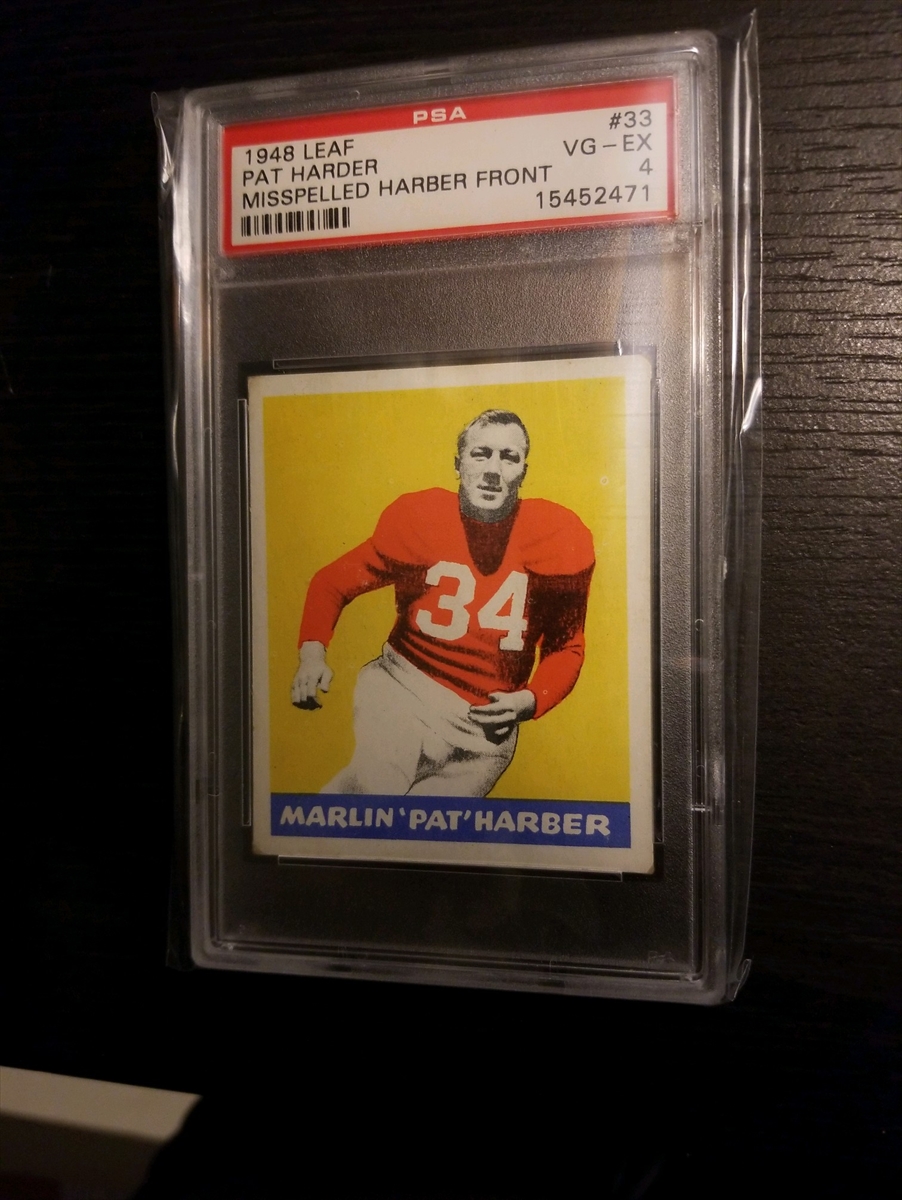 PSA
1948 LEAF #33
PAT HARDER VG-EX
MISSPELLED HARBER FRONT 4
15452471
34
MARLIN 'PAT' HARBER